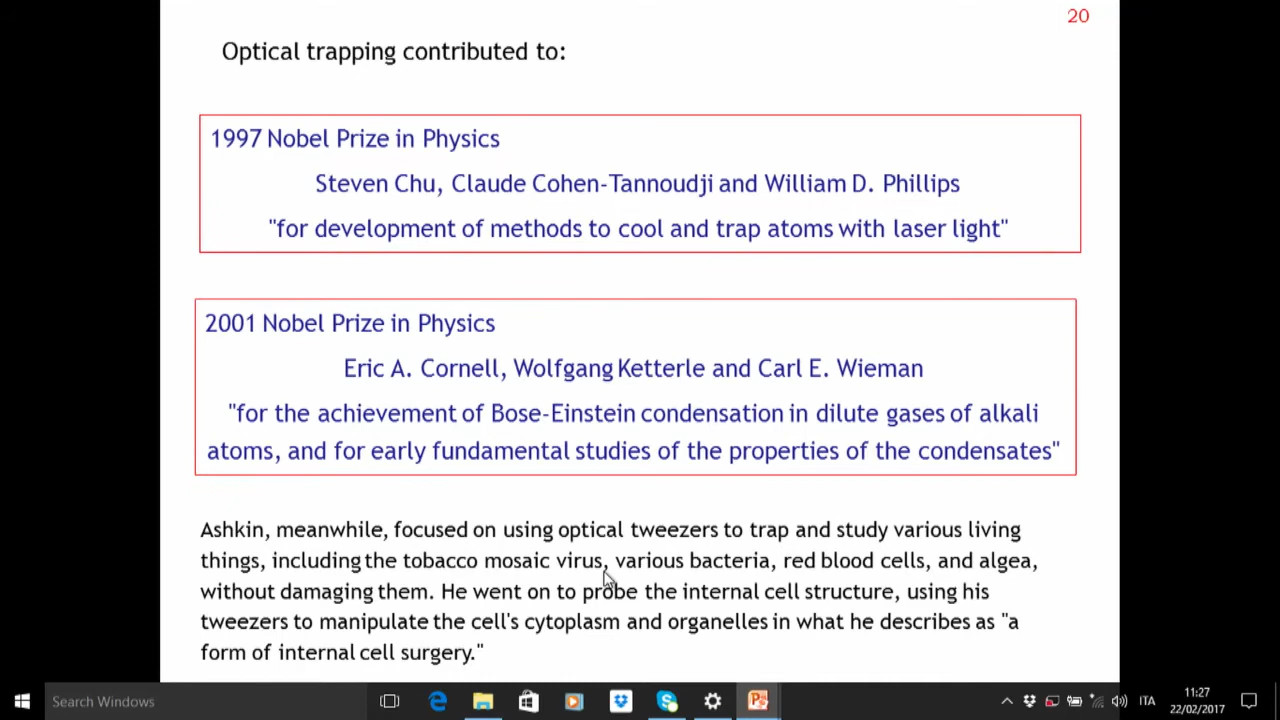 20
Optical trapping contributed to:
1997 Nobel Prize in Physics
Steven Chu, Claude Cohen-Tannoudji and William D. Phillips
"for development of methods to cool and trap atoms with laser light"
2001 Nobel Prize in Physics
Eric A. Cornell, Wolfgang Ketterle and Carl E. Wieman
"for the achievement of Bose-Einstein condensation in dilute gases of alkali
atoms, and for early fundamental studies of the properties of the condensates"
Ashkin, meanwhile, focused on using optical tweezers to trap and study various living
things, including the tobacco mosaic virus, various bacteria, red blood cells, and algea,
without damaging them. He went on to probe the internal cell structure, using his
tweezers to manipulate the cell's cytoplasm and organelles in what he describes as "a
form of internal cell surgery."
Search Windows
ITA
11:27
22/02/2017